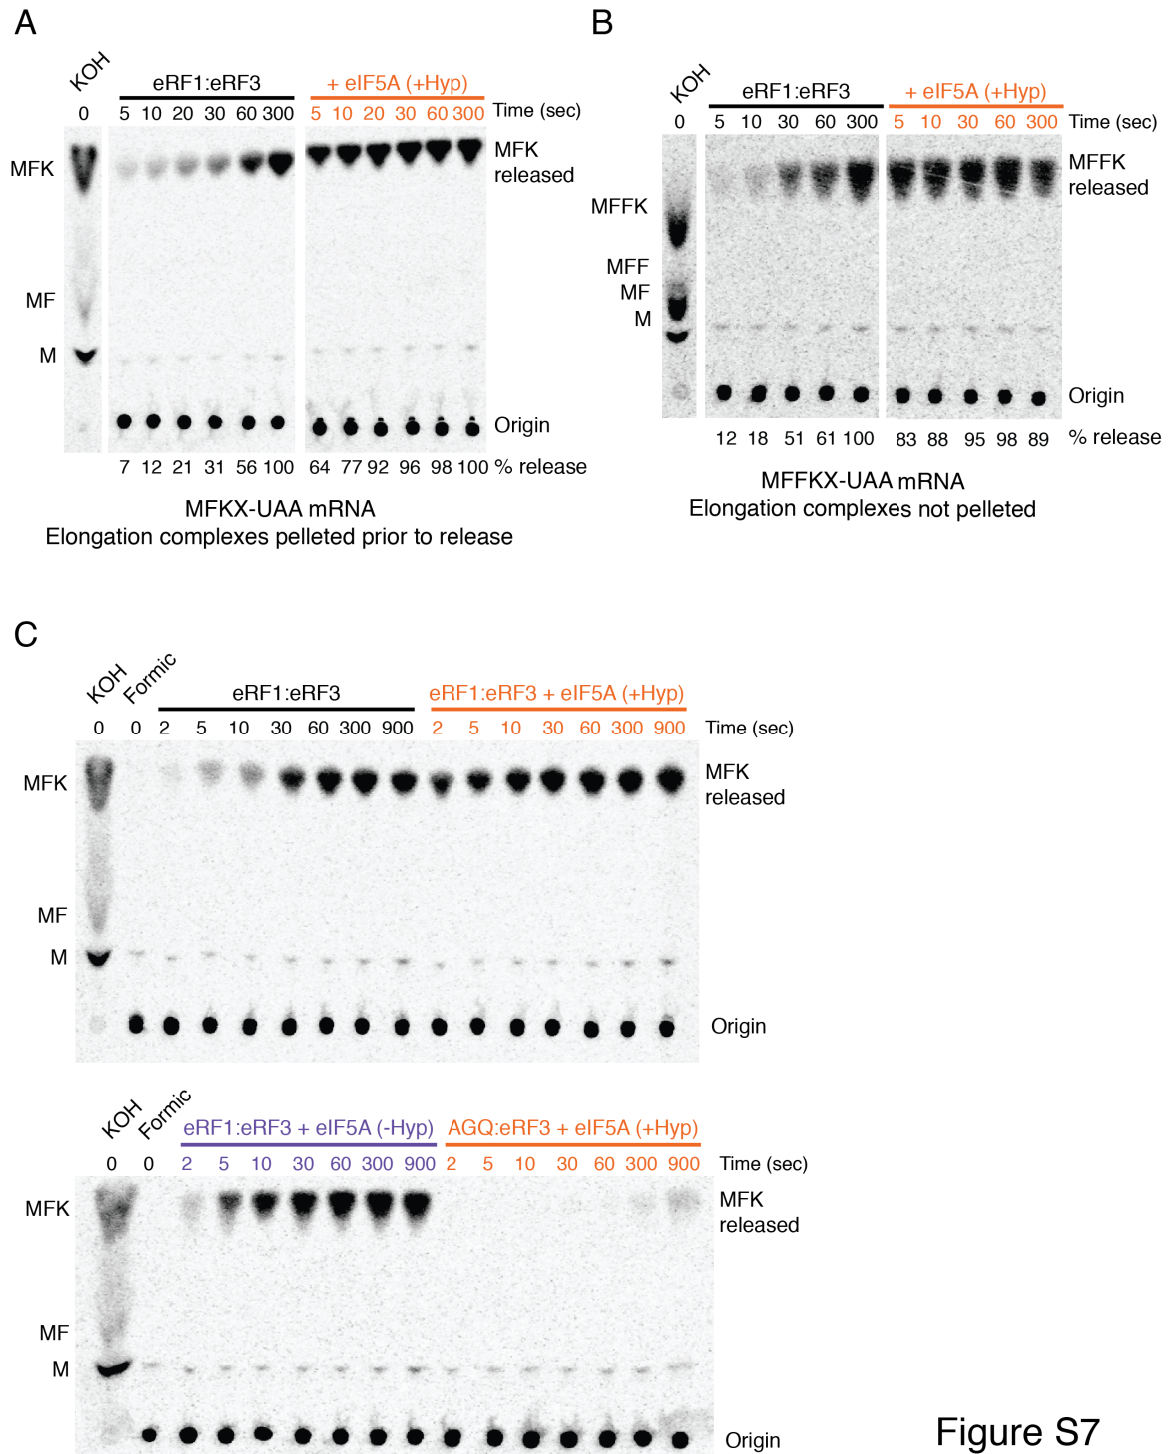 A
KOH
eRF1:eRF3
+ eIF5A (+Hyp)
0
5 10 20 30 60 300
5 10 20 30 60 300
Time (sec)
MFK
MF
M
MFK
released
Origin
7 12 21 31 56 100
64 77 92 96 98 100
% release
MFKX-UAA mRNA
Elongation complexes pelleted prior to release
B
KOH
eRF1:eRF3
+ eIF5A (+Hyp)
0
5 10 30 60 300
5 10 30 60 300
Time (sec)
MFFK
MFF
MF
M
MFFK
released
Origin
12 18 51 61 100
83 88 95 98 89
% release
MFFKX-UAA mRNA
Elongation complexes not pelleted
C
KOH
Formic
eRF1:eRF3
eRF1:eRF3 + eIF5A (+Hyp)
0 0 2 5 10 30 60 300 900
2 5 10 30 60 300 900
Time (sec)
MFK
MF
M
MFK
released
Origin
KOH
Formic
eRF1:eRF3 + eIF5A (-Hyp)
AGQ:eRF3 + eIF5A (+Hyp)
0 0 2 5 10 30 60 300 900
2 5 10 30 60 300 900
Time (sec)
MFK
MF
M
MFK
released
Origin
Figure S7